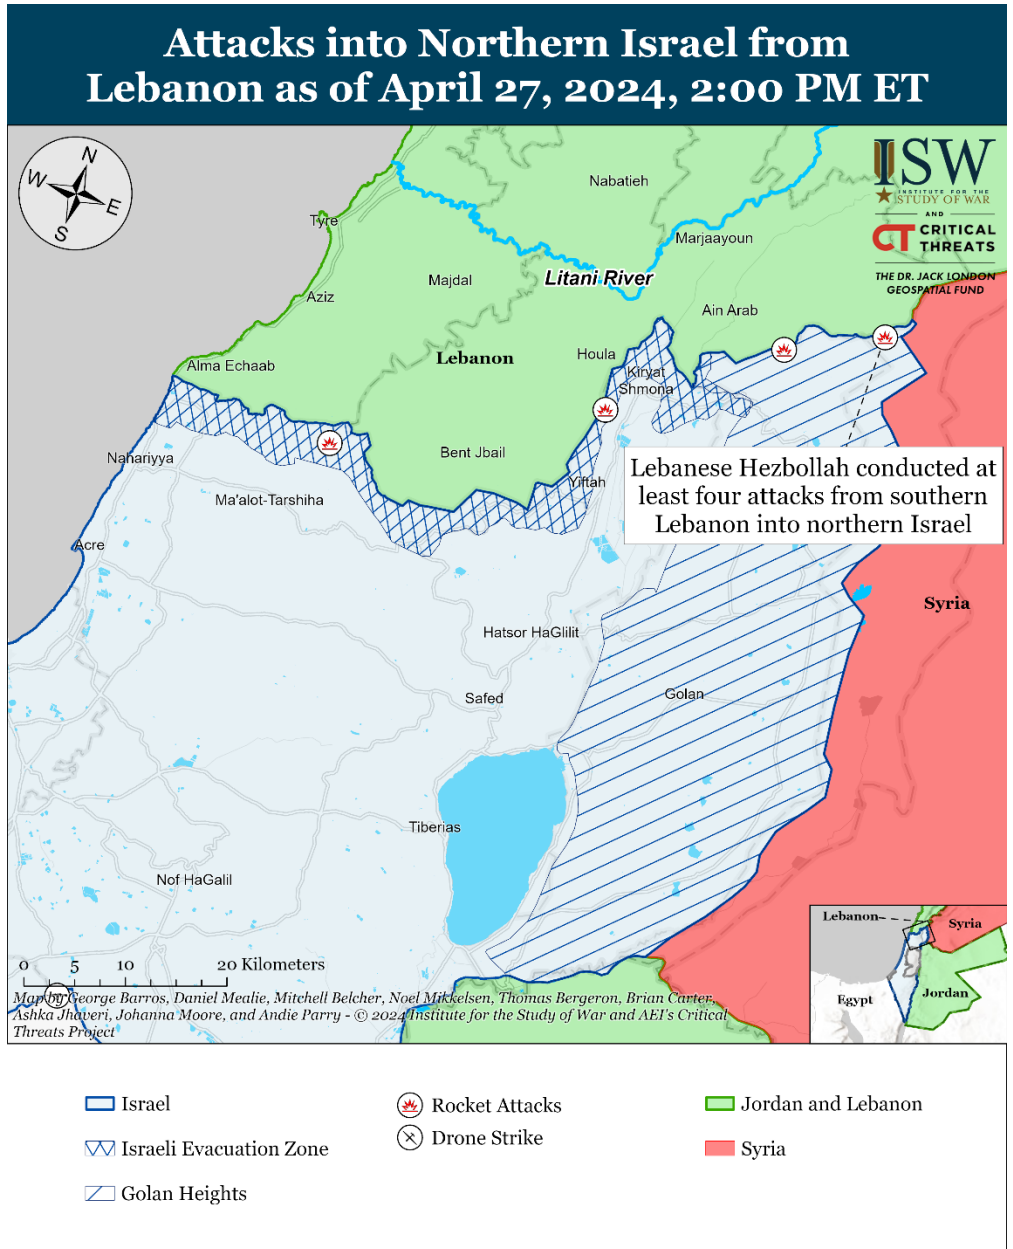 Attacks into Northern Israel from
Lebanon as of April 27, 2024, 2:00 PM ET
N
W
E
S
ISW
INSTITUTE FOR THE
STUDY OF WAR
AND
CT CRITICAL
THREATS
THE DR. JACK LONDON
GEOSPATIAL FUND
Nabatieh
Tyre
Marjaayoun
Majdal
Litani River
Aziz
Ain Arab
Lebanon
Houla
Alma Echaab
Kiryat
Shmona
Nahariyya
Bent Jbail
Yiftah
Lebanese Hezbollah conducted at
least four attacks from southern
Lebanon into northern Israel
Ma'alot-Tarshiha
Acre
Syria
Hatsor HaGlilit
Safed
Golan
Tiberias
Nof HaGalil
Lebanon
Syria
Egypt
Jordan
0 5 10 20 Kilometers
Map by George Barros, Daniel Mealie, Mitchell Belcher, Noel Mikkelsen, Thomas Bergeron, Brian Carter,
Ashka Jhaveri, Johanna Moore, and Andie Parry - © 2024 Institute for the Study of War and AEI's Critical
Threats Project
Israel
Israeli Evacuation Zone
Golan Heights
Rocket Attacks
Drone Strike
Jordan and Lebanon
Syria